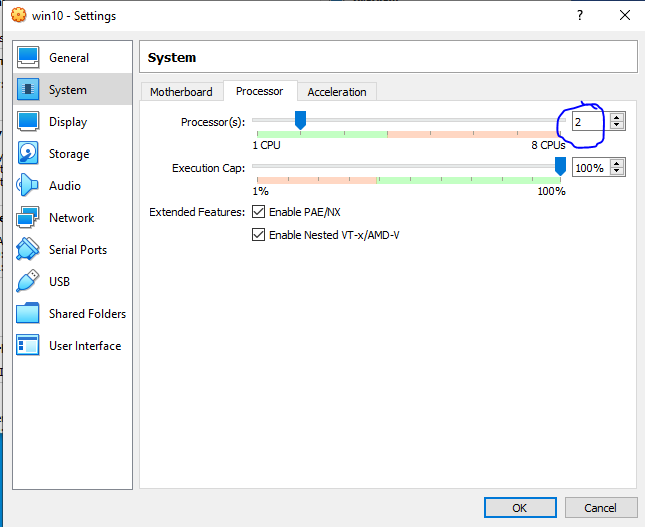 win10 - Settings
General
System
Display
Storage
Audio
Network
Serial Ports
USB
Shared Folders
User Interface
System
Motherboard Processor Acceleration
Processor(s): 2
1 CPU 8 CPUs
Execution Cap: 100%
1% 100%
Extended Features: Enable PAE/NX
Enable Nested VT-x/AMD-V
OK Cancel